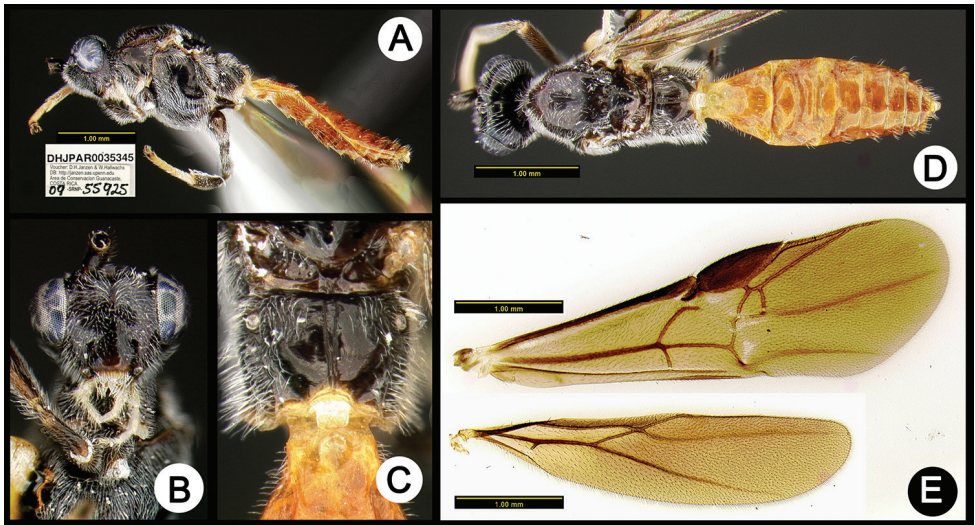 A
1.00 mm
DHJPAR0035345
Voucher: D.H.Janzen & W.Hallwachs
DB: http://janzen.sas.upenn.edu
Area de Conservacion Guanacaste,
COSTA RICA.
09 -SRNP- 55925
B
C
D
1.00 mm
E
1.00 mm
1.00 mm